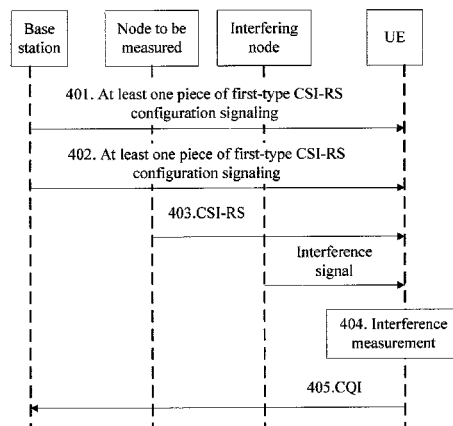 Base
station
Node to be
measured
Interfering
node
UE
401. At least one piece of first-type CSI-RS
configuration signaling
402. At least one piece of first-type CSI-RS
configuration signaling
403.CSI-RS
Interference
signal
404. Interference
measurement
405.CQI